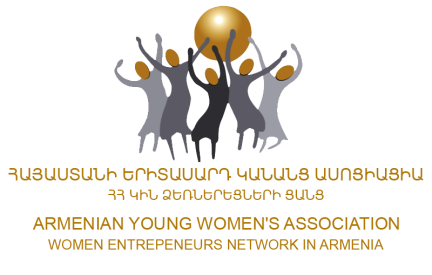 ՀԱՅԱՍՏԱՆԻ ԵՐԻՏԱՍԱՐԴ ԿԱՆԱՆՑ ԱՍՈՑԻԱՑԻԱ
ՀՀ ԿԻՆ ՁԵՌՆԵՐԵՑՆԵՐԻ ՑԱՆՑ
ARMENIAN YOUNG WOMEN'S ASSOCIATION
WOMEN ENTREPENEURS NETWORK IN ARMENIA